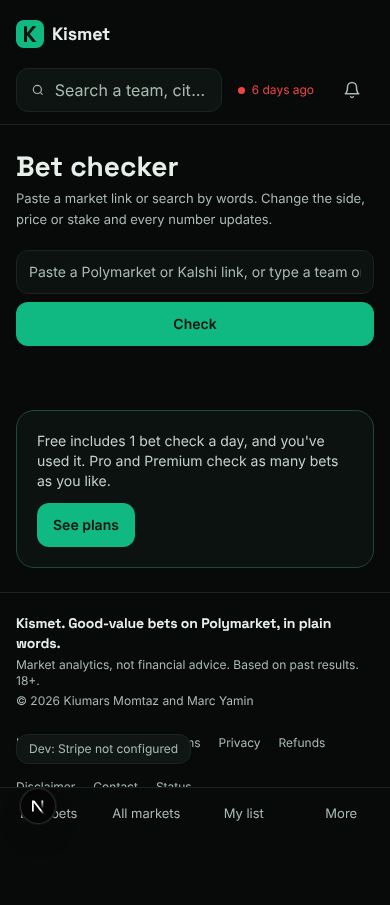 Kismet
Search a team, cit...
6 days ago
Bet checker
Paste a market link or search by words. Change the side,
price or stake and every number updates.
Paste a Polymarket or Kalshi link, or type a team o
Check
Free includes 1 bet check a day, and you've
used it. Pro and Premium check as many bets
as you like.
See plans
Kismet. Good-value bets on Polymarket, in plain
words.
Market analytics, not financial advice. Based on past results.
18+.
© 2026 Kiumars Momtaz and Marc Yamin
Privacy Refunds
Dev: Stripe not configured
Disclaimer Contact Status
bets All markets My list More